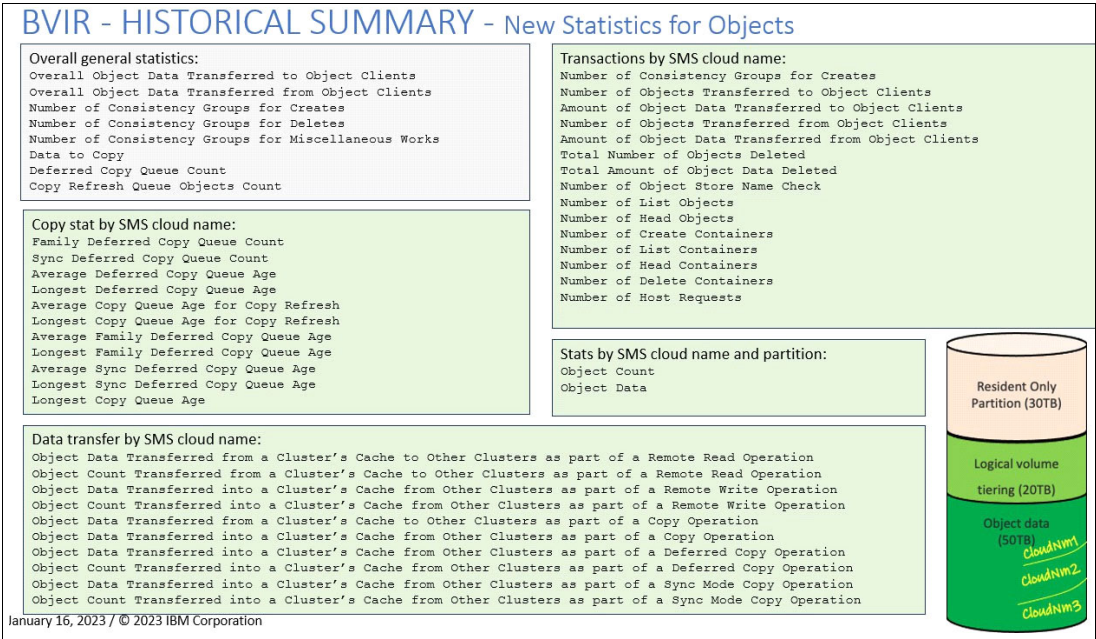 BVIR - HISTORICAL SUMMARY - New Statistics for Objects
Overall general statistics:
Overall Object Data Transferred to Object Clients
Overall Object Data Transferred from Object Clients
Number of Consistency Groups for Creates
Number of Consistency Groups for Deletes
Number of Consistency Groups for Miscellaneous Works
Data to Copy
Deferred Copy Queue Count
Copy Refresh Queue Objects Count
Copy stat by SMS cloud name:
Family Deferred Copy Queue Count
Sync Deferred Copy Queue Count
Average Deferred Copy Queue Age
Longest Deferred Copy Queue Age
Average Copy Queue Age for Copy Refresh
Longest Copy Queue Age for Copy Refresh
Average Family Deferred Copy Queue Age
Longest Family Deferred Copy Queue Age
Average Sync Deferred Copy Queue Age
Longest Sync Deferred Copy Queue Age
Longest Copy Queue Age
Transactions by SMS cloud name:
Number of Consistency Groups for Creates
Number of Objects Transferred to Object Clients
Amount of Object Data Transferred to Object Clients
Number of Objects Transferred from Object Clients
Amount of Object Data Transferred from Object Clients
Total Number of Objects Deleted
Total Amount of Object Data Deleted
Number of Object Store Name Check
Number of List Objects
Number of Head Objects
Number of Create Containers
Number of List Containers
Number of Head Containers
Number of Delete Containers
Number of Host Requests
Stats by SMS cloud name and partition:
Object Count
Object Data
Data transfer by SMS cloud name:
Object Data Transferred from a Cluster's Cache to Other Clusters as part of a Remote Read Operation
Object Count Transferred from a Cluster's Cache to Other Clusters as part of a Remote Read Operation
Object Data Transferred into a Cluster's Cache from Other Clusters as part of a Remote Write Operation
Object Count Transferred into a Cluster's Cache from Other Clusters as part of a Remote Write Operation
Object Data Transferred from a Cluster's Cache to Other Clusters as part of a Copy Operation
Object Data Transferred into a Cluster's Cache from Other Clusters as part of a Copy Operation
Object Data Transferred into a Cluster's Cache from Other Clusters as part of a Deferred Copy Operation
Object Count Transferred into a Cluster's Cache from Other Clusters as part of a Deferred Copy Operation
Object Data Transferred into a Cluster's Cache from Other Clusters as part of a Sync Mode Copy Operation
Object Count Transferred into a Cluster's Cache from Other Clusters as part of a Sync Mode Copy Operation
Resident Only
Partition (30TB)
Logical volume
tiering (20TB)
Object data
(50TB)
CloudNm1
CloudNm2
CloudNm3
January 16, 2023 / © 2023 IBM Corporation